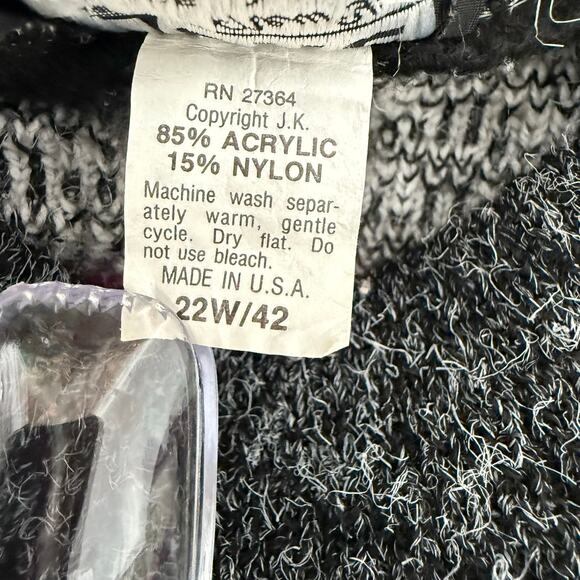 RN 27364
Copyright J.K.
85% ACRYLIC
15% NYLON
Machine wash separ-
ately warm, gentle
cycle. Dry flat. Do
not use bleach.
MADE IN U.S.A.
22W/42